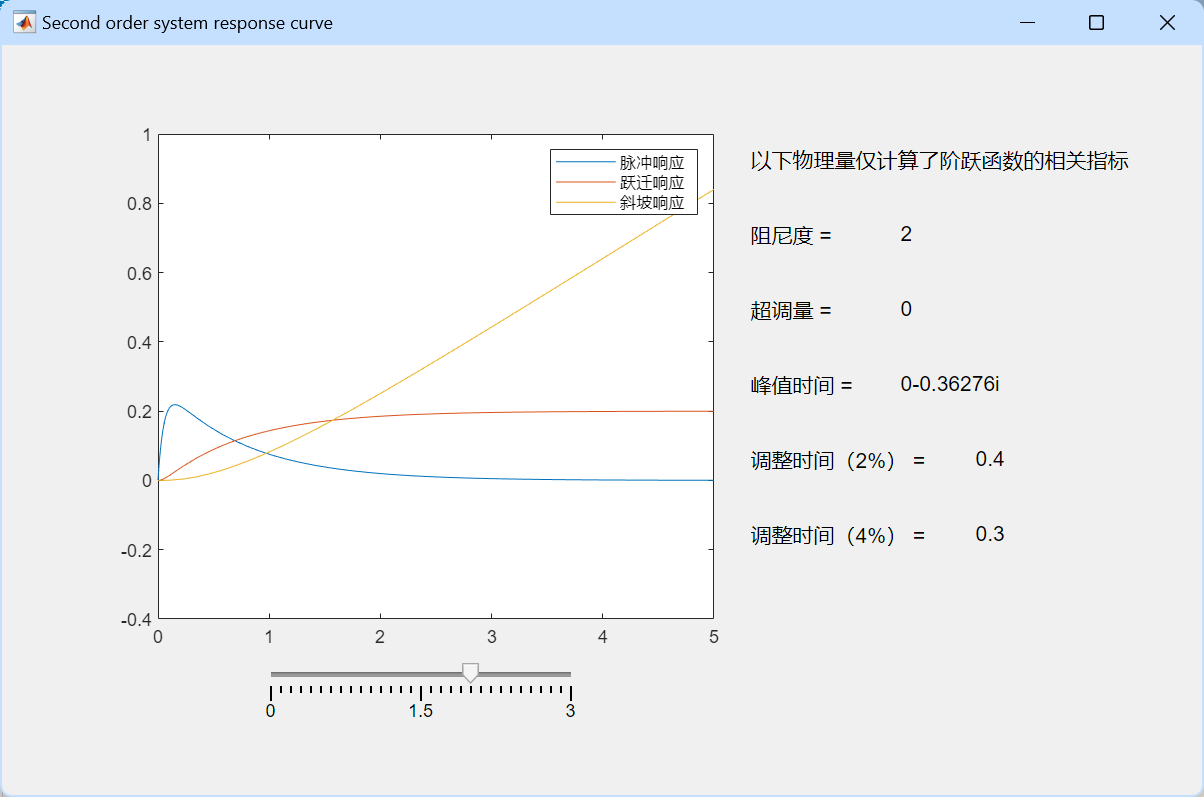 Second order system response curve
1
0.8
0.6
0.4
0.2
0
-0.2
-0.4
0 1 2 3 4 5
脉冲响应
跃迁响应
斜坡响应
0 1.5 3
以下物理量仅计算了阶跃函数的相关指标
阻尼度 = 2
超调量 = 0
峰值时间 = 0-0.36276i
调整时间（2%） = 0.4
调整时间（4%） = 0.3